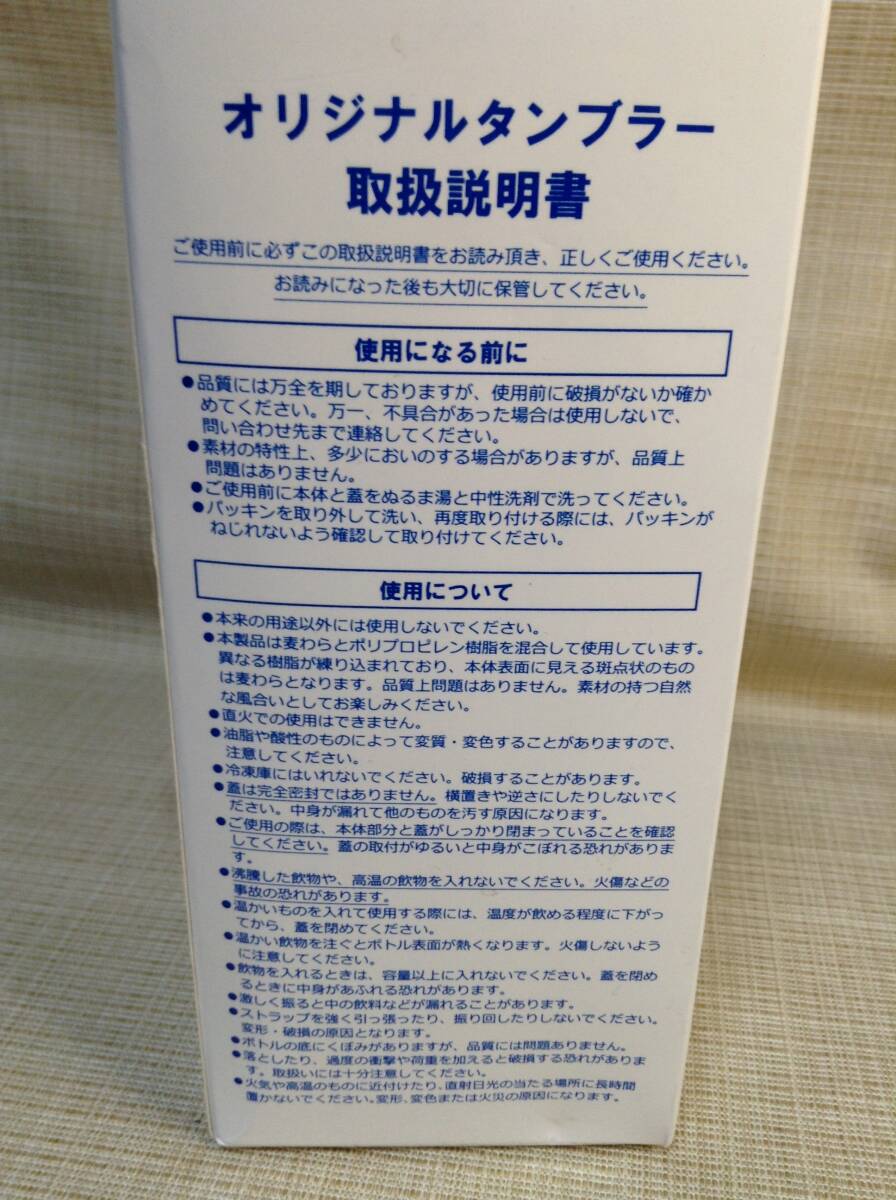 オリジナルタンブラー
取扱説明書
ご使用前に必ずこの取扱説明書をお読み頂き、正しくご使用ください。
お読みになった後も大切に保管してください。
使用になる前に
●品質には万全を期しておりますが、使用前に破損がないか確か
めてください。万一、不具合があった場合は使用しないで、
問い合わせ先まで連絡してください。
●素材の特性上、多少においのする場合がありますが、品質上
問題はありません。
●ご使用前に本体と蓋をぬるま湯と中性洗剤で洗ってください。
●パッキンを取り外して洗い、再度取り付ける際には、パッキンが
ねじれないよう確認して取り付けてください。
使用について
●本来の用途以外には使用しないでください。
●本製品は麦わらとポリプロピレン樹脂を混合して使用しています。
異なる樹脂が練り込まれており、本体表面に見える斑点状のもの
は麦わらとなります。品質上問題はありません。素材の持つ自然
な風合いとしてお楽しみください。
●直火での使用はできません。
●油脂や酸性のものによって変質・変色することがありますので、
注意してください。
●冷凍庫にはいれないでください。破損することがあります。
●蓋は完全密封ではありません。横置きや逆さにしたりしないでく
ださい。中身が漏れて他のものを汚す原因になります。
●ご使用の際は、本体部分と蓋がしっかり閉まっていることを確認
してください。蓋の取付がゆるいと中身がこぼれる恐れがありま
す。
●沸騰した飲物や、高温の飲物を入れないでください。火傷などの
事故の恐れがあります。
●温かいものを入れて使用する際には、温度が飲める程度に下がっ
てから、蓋を閉めてください。
●温かい飲物を注ぐとボトル表面が熱くなります。火傷しないよう
に注意してください。
●飲物を入れるときは、容量以上に入れないでください。蓋を閉め
るときに中身があふれる恐れがあります。
●激しく振ると中の飲料などが漏れることがあります。
●ストラップを強く引っ張ったり、振り回したりしないでください。
変形・破損の原因となります。
●ボトルの底にくぼみがありますが、品質には問題ありません。
●落としたり、過度の衝撃や荷重を加えると破損する恐れがありま
す。取扱いには十分注意してください。
●火気や高温のものに近付けたり、直射日光の当たる場所に長時間
置かないでください。変形、変色または火災の原因になります。